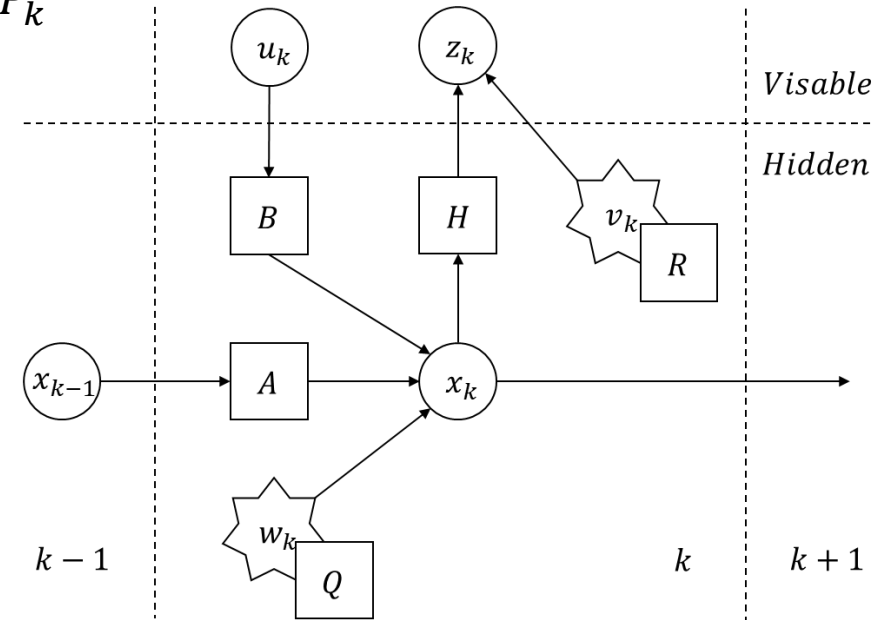 P_k
u_k
z_k
Visable
Hidden
B
H
v_k
R
x_{k-1}
A
x_k
w_k
Q
k − 1
k
k + 1